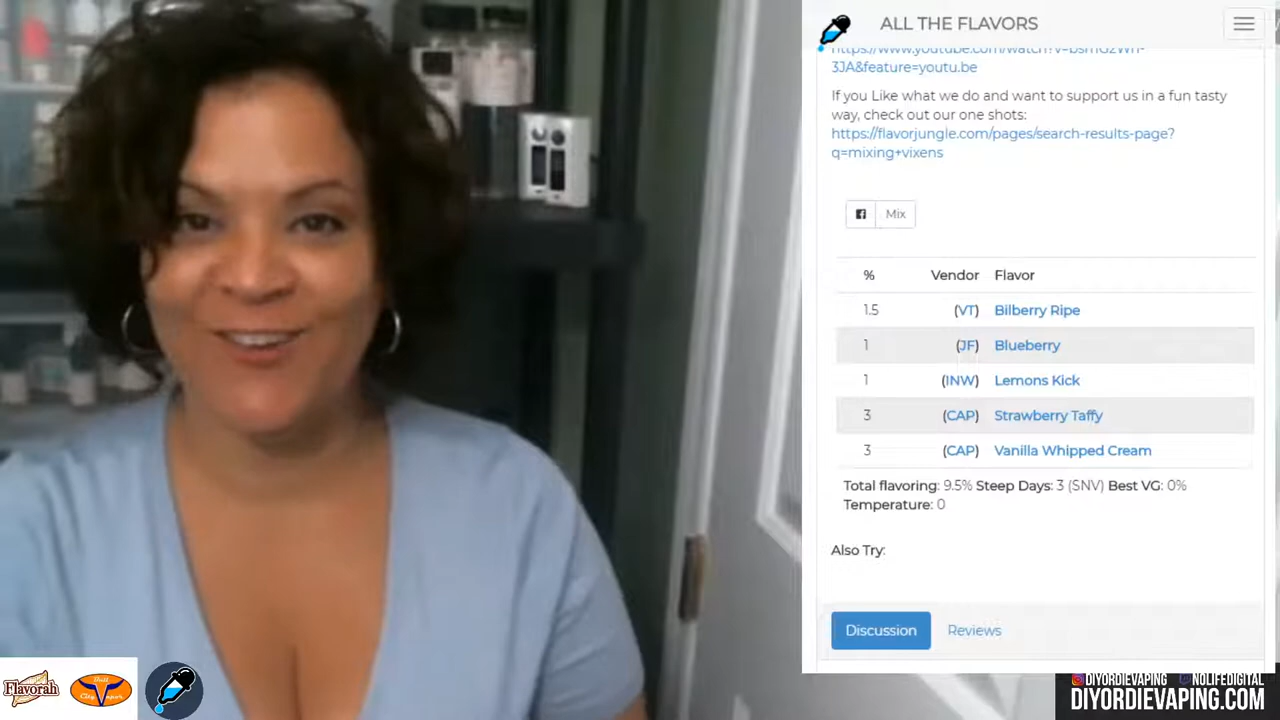 ALL THE FLAVORS
3JA&feature=youtu.be
If you Like what we do and want to support us in a fun tasty
way, check out our one shots:
https://flavorjungle.com/pages/search-results-page?
q=mixing+vixens
Mix
% Vendor Flavor
1.5 (VT) Bilberry Ripe
1 (JF) Blueberry
1 (INW) Lemons Kick
3 (CAP) Strawberry Taffy
3 (CAP) Vanilla Whipped Cream
Total flavoring: 9.5% Steep Days: 3 (SNV) Best VG: 0%
Temperature: 0
Also Try:
Discussion Reviews
Flavorah
Bull City Vapor
DIYORDIEVAPING NOLIFEDIGITAL
DIYORDIEVAPING.COM